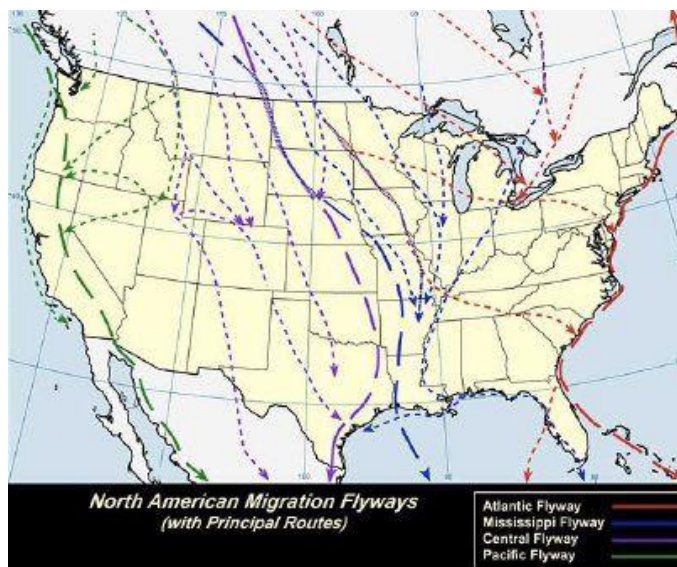 North American Migration Flyways
(with Principal Routes)
Atlantic Flyway
Mississippi Flyway
Central Flyway
Pacific Flyway